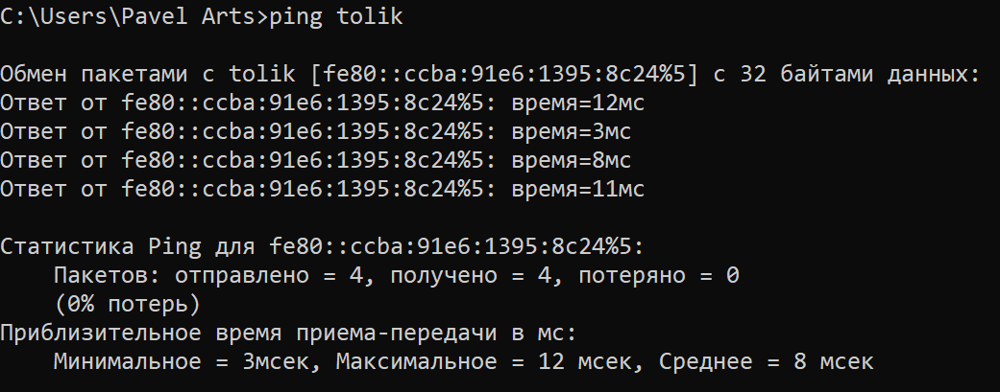 C:\Users\Pavel Arts>ping tolik
Обмен пакетами с tolik [fe80::ccba:91e6:1395:8c24%5] с 32 байтами данных:
Ответ от fe80::ccba:91e6:1395:8c24%5: время=12мс
Ответ от fe80::ccba:91e6:1395:8c24%5: время=3мс
Ответ от fe80::ccba:91e6:1395:8c24%5: время=8мс
Ответ от fe80::ccba:91e6:1395:8c24%5: время=11мс
Статистика Ping для fe80::ccba:91e6:1395:8c24%5:
Пакетов: отправлено = 4, получено = 4, потеряно = 0
(0% потерь)
Приблизительное время приема-передачи в мс:
Минимальное = 3мсек, Максимальное = 12 мсек, Среднее = 8 мсек